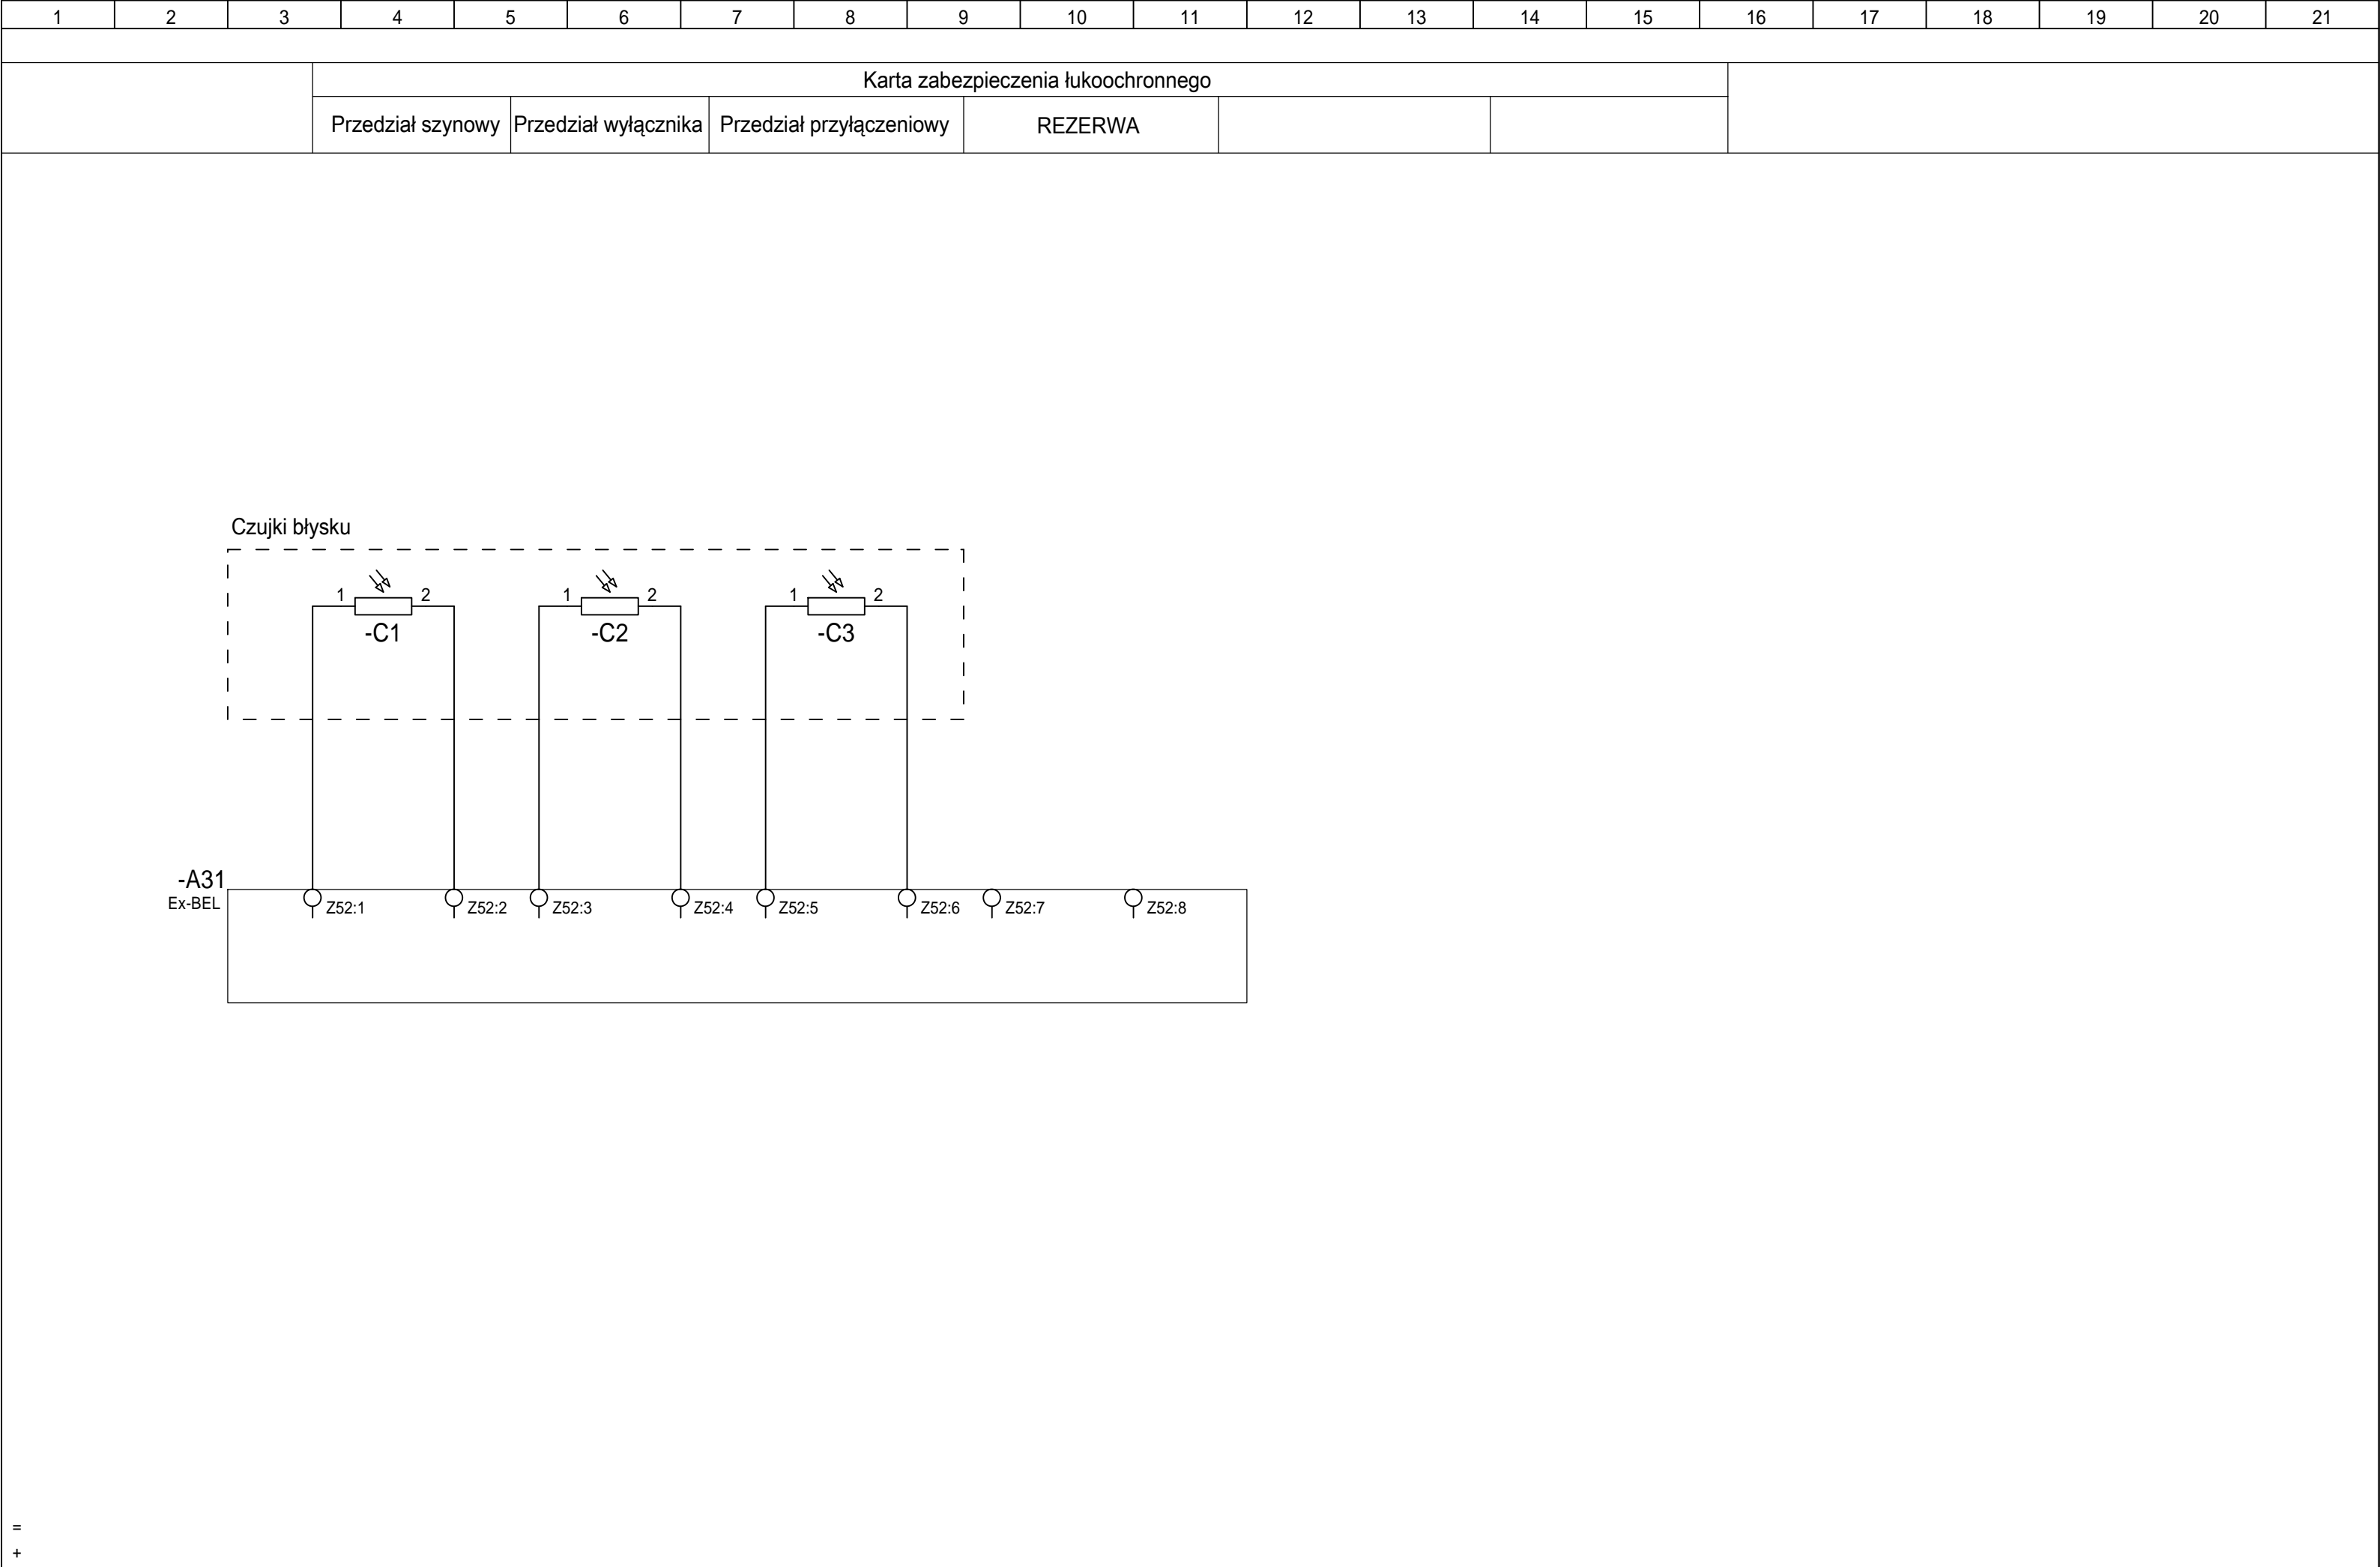 1 2 3 4 5 6 7 8 9 10 11 12 13 14 15 16 17 18 19 20 21
Karta zabezpieczenia łukoochronnego
Przedział szynowy Przedział wyłącznika Przedział przyłączeniowy REZERWA
Czujki błysku
1 2 1 2 1 2
-C1 -C2 -C3
-A31
Ex-BEL
Z52:1 Z52:2 Z52:3 Z52:4 Z52:5 Z52:6 Z52:7 Z52:8
=
+